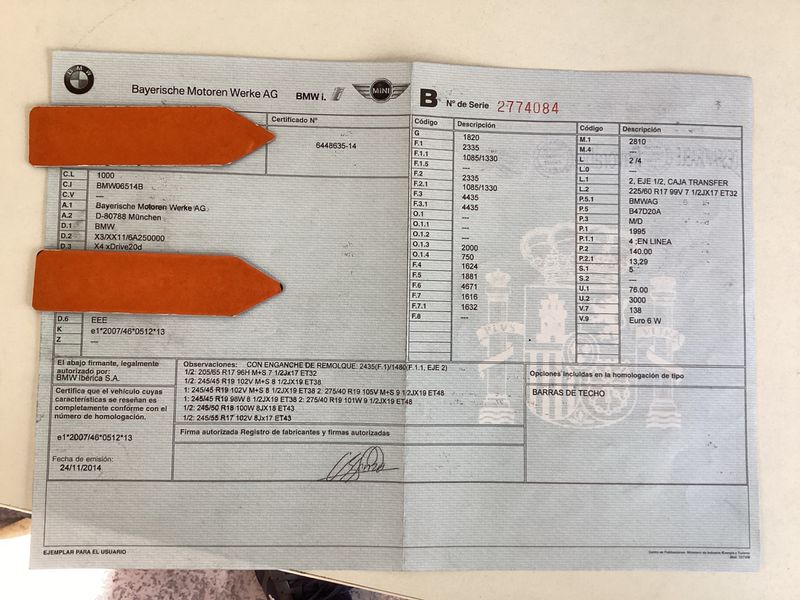 Bayerische Motoren Werke AG
BMW i.
MINI
B Nº de Serie 2774084
Certificado Nº
6448635-14
C.L 1000
C.I BMW06514B
C.V ---
A.1 Bayerische Motoren Werke AG
A.2 D-80788 München
D.1 BMW
D.2 X3/XX11/6A250000
D.3 X4 xDrive20d
D.6 EEE
K e1*2007/46*0512*13
Z ---
El abajo firmante, legalmente
autorizado por:
BMW Ibérica S.A.
Certifica que el vehículo cuyas
características se reseñan es
completamente conforme con el
número de homologación.
e1*2007/46*0512*13
Fecha de emisión:
24/11/2014
Observaciones: CON ENGANCHE DE REMOLQUE: 2435(F.1)/1480(F.1.1, EJE 2)
1/2: 205/65 R17 96H M+S 7 1/2Jx17 ET32
1/2: 245/45 R19 102V M+S 8 1/2JX19 ET38
1: 245/45 R19 102V M+S 8 1/2JX19 ET38 2: 275/40 R19 105V M+S 9 1/2JX19 ET48
1: 245/45 R19 98W 8 1/2JX19 ET38 2: 275/40 R19 101W 9 1/2JX19 ET48
1/2: 245/50 R18 100W 8JX18 ET43
1/2: 245/55 R17 102V 8Jx17 ET43
Firma autorizada Registro de fabricantes y firmas autorizadas
Código Descripción
G 1820
F.1 2335
F.1.1 1085/1330
F.1.5 ---
F.2 2335
F.2.1 1085/1330
F.3 4435
F.3.1 4435
O.1 ---
O.1.1 ---
O.1.2 ---
O.1.3 2000
O.1.4 750
F.4 1624
F.5 1881
F.6 4671
F.7 1616
F.7.1 1632
F.8 ---
Código Descripción
M.1 2810
M.4 ---
L 2 /4
L.0 ---
L.1 2, EJE 1/2, CAJA TRANSFER
L.2 225/60 R17 99V 7 1/2JX17 ET32
P.5.1 BMWAG
P.5 B47D20A
P.3 M/D
P.1 1995
P.1.1 4 ;EN LINEA
P.2 140.00
P.2.1 13,29
S.1 5
S.2 ---
U.1 76.00
U.2 3000
V.7 138
V.9 Euro 6 W
PLVS
Opciones incluidas en la homologación de tipo
BARRAS DE TECHO
EJEMPLAR PARA EL USUARIO
Centro de Publicaciones. Ministerio de Industria, Energía y Turismo